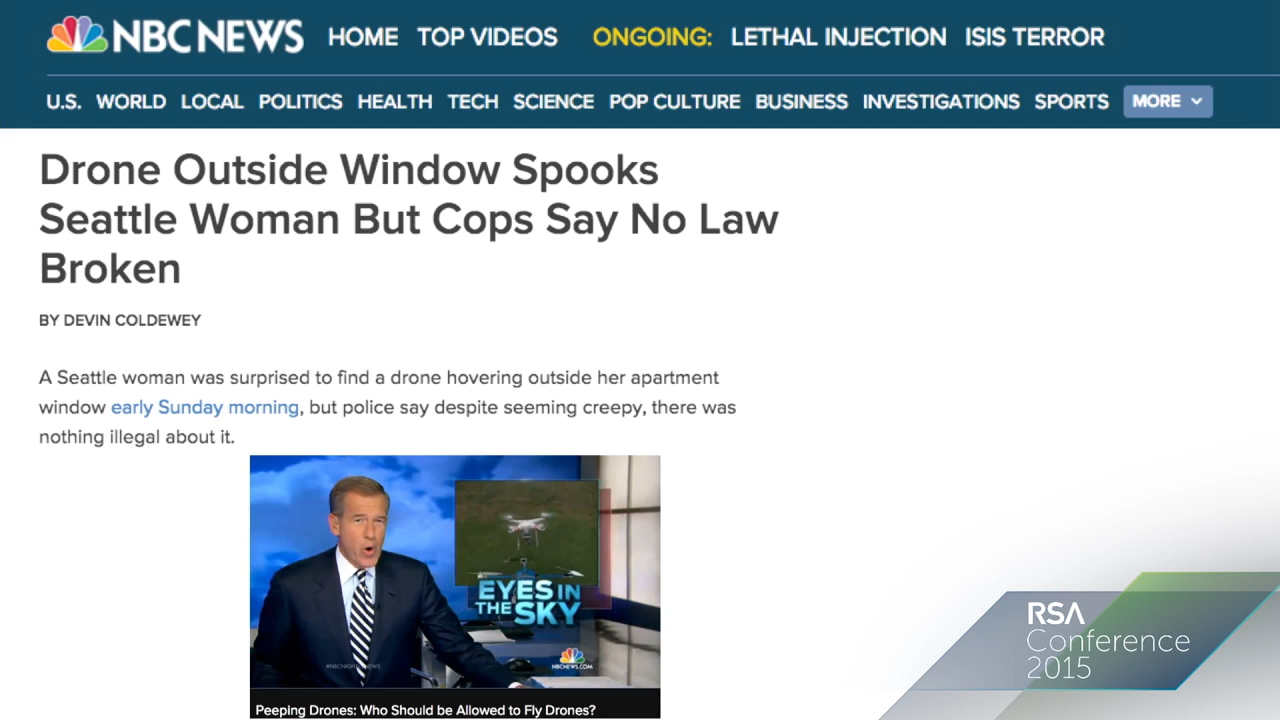 NBC NEWS HOME TOP VIDEOS ONGOING: LETHAL INJECTION ISIS TERROR
U.S. WORLD LOCAL POLITICS HEALTH TECH SCIENCE POP CULTURE BUSINESS INVESTIGATIONS SPORTS MORE
Drone Outside Window Spooks
Seattle Woman But Cops Say No Law
Broken
BY DEVIN COLDEWEY
A Seattle woman was surprised to find a drone hovering outside her apartment
window early Sunday morning, but police say despite seeming creepy, there was
nothing illegal about it.
EYES IN
THE SKY
NBCNEWS.COM
Peeping Drones: Who Should be Allowed to Fly Drones?
RSA
Conference
2015